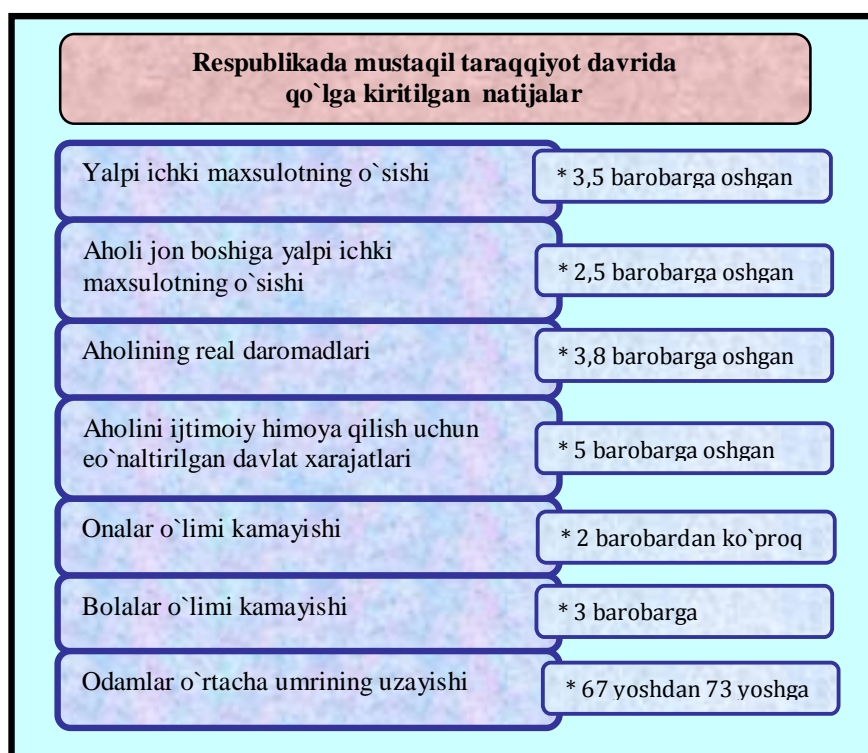 Respublikada mustaqil taraqqiyot davrida
qo`lga kiritilgan natijalar
Yalpi ichki maxsulotning o`sishi
* 3,5 barobarga oshgan
Aholi jon boshiga yalpi ichki
maxsulotning o`sishi
* 2,5 barobarga oshgan
Aholining real daromadlari
* 3,8 barobarga oshgan
Aholini ijtimoiy himoya qilish uchun
eo`naltirilgan davlat xarajatlari
* 5 barobarga oshgan
Onalar o`limi kamayishi
* 2 barobardan ko`proq
Bolalar o`limi kamayishi
* 3 barobarga
Odamlar o`rtacha umrining uzayishi
* 67 yoshdan 73 yoshga